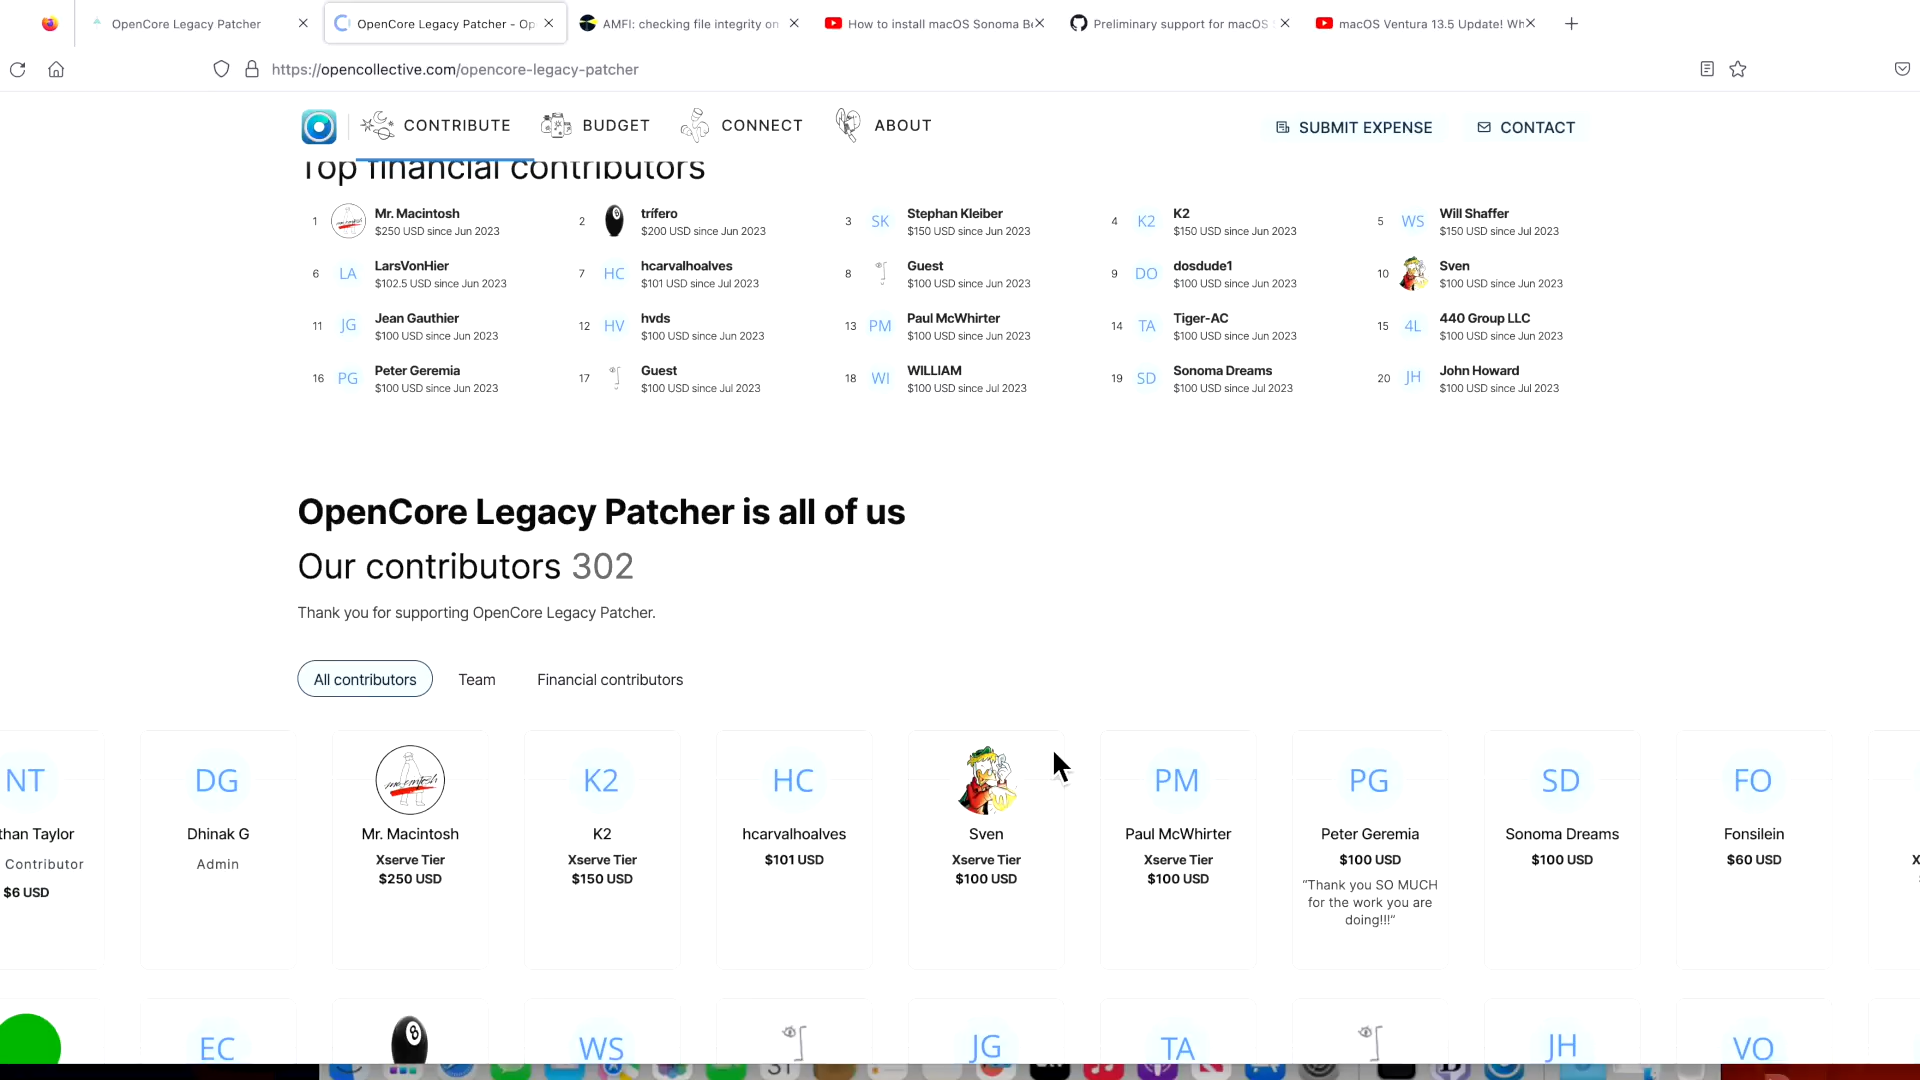 OpenCore Legacy Patcher
OpenCore Legacy Patcher - Op
AMFI: checking file integrity on
How to install macOS Sonoma Be
Preliminary support for macOS
macOS Ventura 13.5 Update! Wh
https://opencollective.com/opencore-legacy-patcher
CONTRIBUTE BUDGET CONNECT ABOUT SUBMIT EXPENSE CONTACT
Top financial contributors
1 Mr. Macintosh
$250 USD since Jun 2023
2 8 trífero
$200 USD since Jun 2023
3 SK Stephan Kleiber
$150 USD since Jun 2023
4 K2 K2
$150 USD since Jun 2023
5 WS Will Shaffer
$150 USD since Jul 2023
6 LA LarsVonHier
$102.5 USD since Jun 2023
7 HC hcarvalhoalves
$101 USD since Jul 2023
8 Guest
$100 USD since Jun 2023
9 DO dosdude1
$100 USD since Jun 2023
10 Sven
$100 USD since Jun 2023
11 JG Jean Gauthier
$100 USD since Jun 2023
12 HV hvds
$100 USD since Jun 2023
13 PM Paul McWhirter
$100 USD since Jun 2023
14 TA Tiger-AC
$100 USD since Jun 2023
15 4L 440 Group LLC
$100 USD since Jun 2023
16 PG Peter Geremia
$100 USD since Jun 2023
17 Guest
$100 USD since Jul 2023
18 WI WILLIAM
$100 USD since Jul 2023
19 SD Sonoma Dreams
$100 USD since Jul 2023
20 JH John Howard
$100 USD since Jul 2023
OpenCore Legacy Patcher is all of us
Our contributors 302
Thank you for supporting OpenCore Legacy Patcher.
All contributors Team Financial contributors
NT
than Taylor
Contributor
$6 USD
DG
Dhinak G
Admin
Mr. Macintosh
Xserve Tier
$250 USD
K2
K2
Xserve Tier
$150 USD
HC
hcarvalhoalves
$101 USD
Sven
Xserve Tier
$100 USD
PM
Paul McWhirter
Xserve Tier
$100 USD
PG
Peter Geremia
$100 USD
“Thank you SO MUCH
for the work you are
doing!!!”
SD
Sonoma Dreams
$100 USD
FO
Fonsilein
$60 USD
X
EC 8 WS JG TA JH VO
31